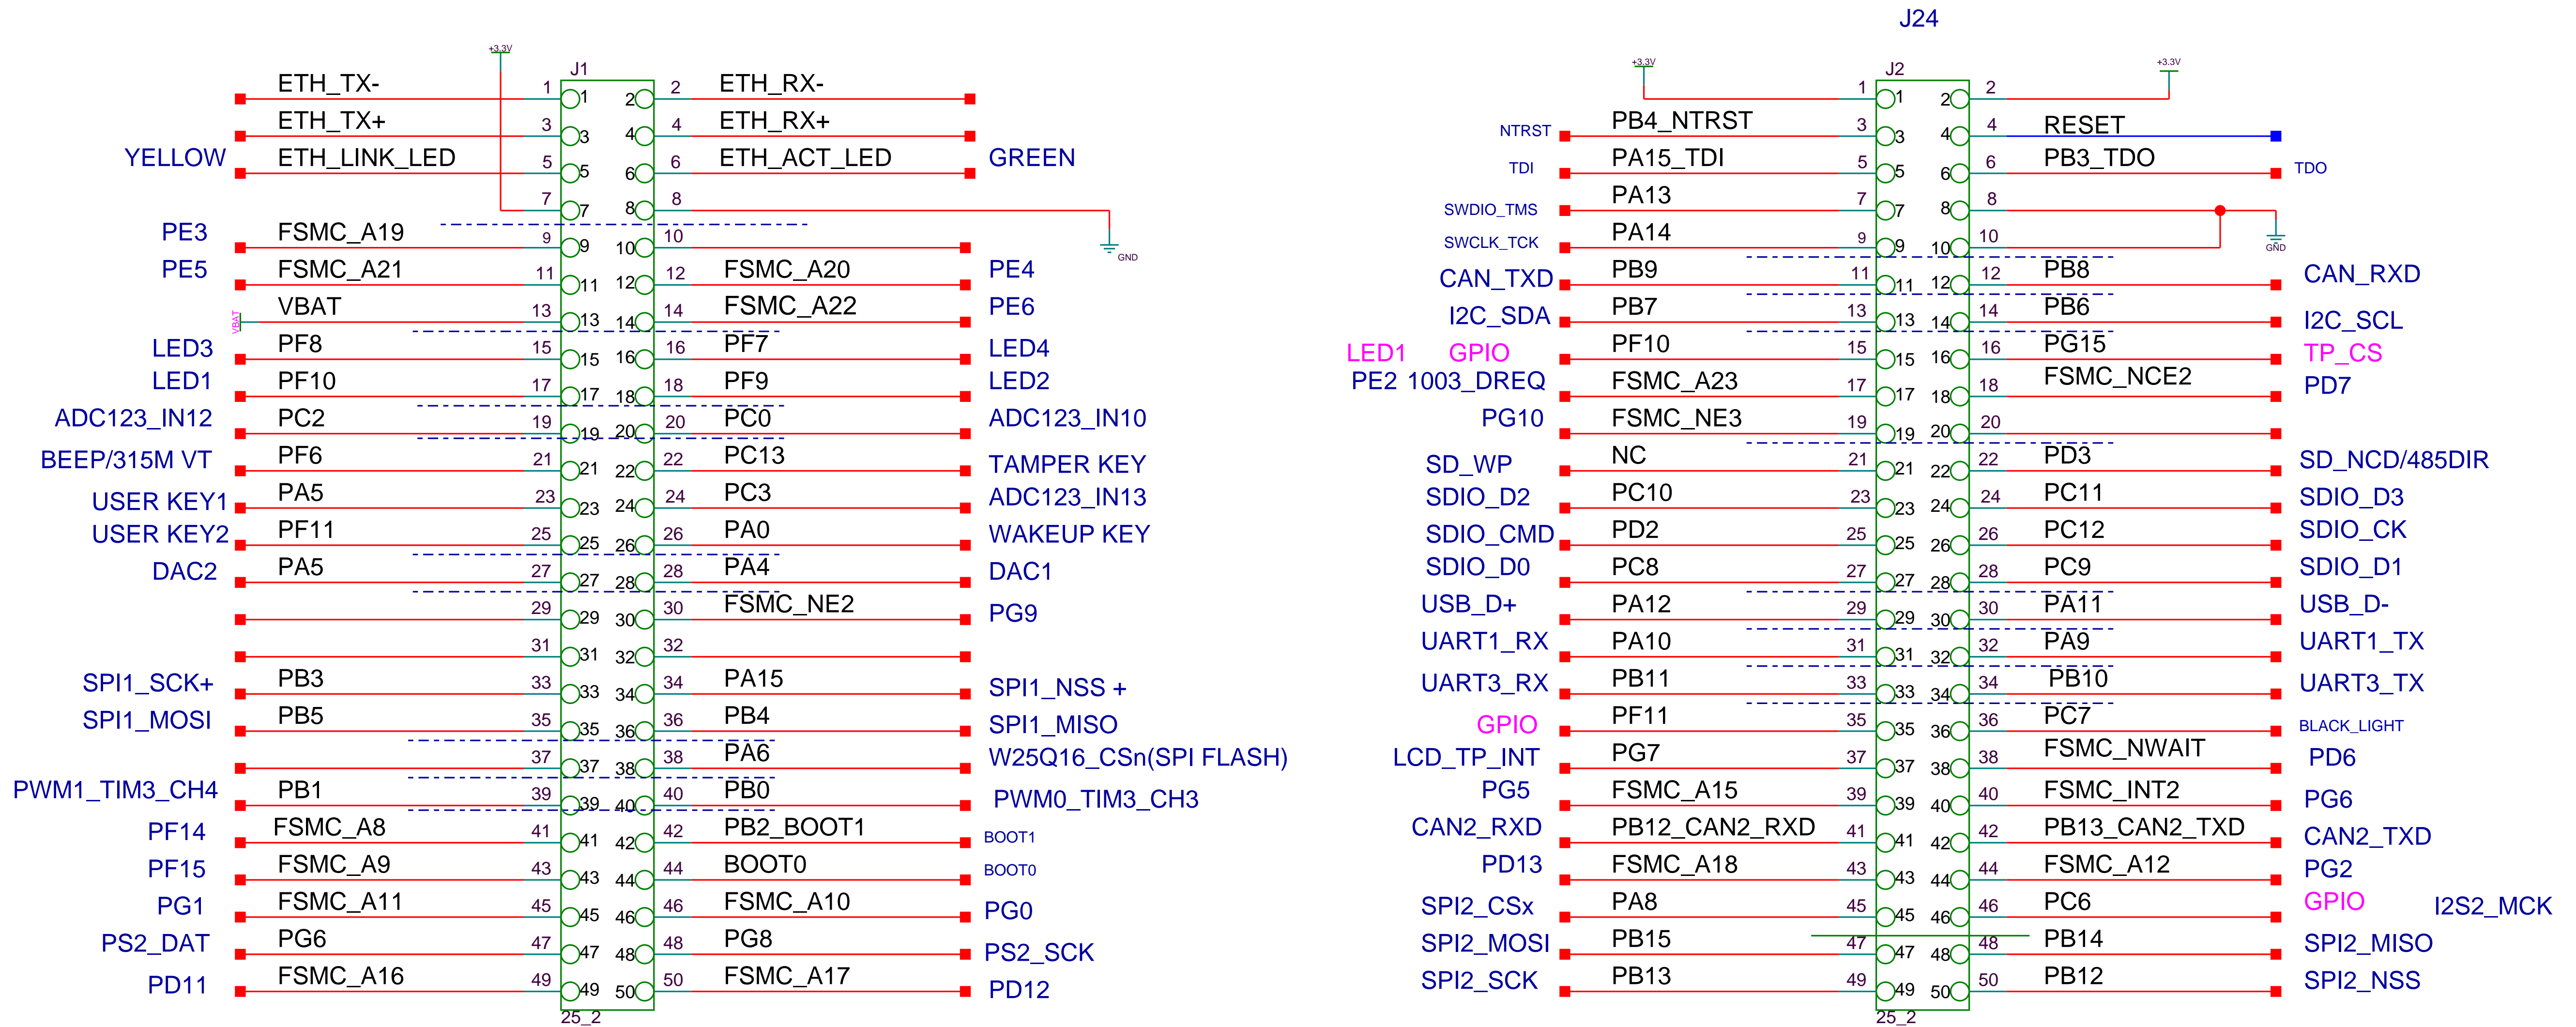 J24
+3.3V
J1
ETH_TX- 1 1 2 2 ETH_RX-
ETH_TX+ 3 3 4 4 ETH_RX+
YELLOW ETH_LINK_LED 5 5 6 6 ETH_ACT_LED GREEN
7 7 8 8
GND
PE3 FSMC_A19 9 9 10 10
PE5 FSMC_A21 11 11 12 12 FSMC_A20 PE4
VBAT VBAT 13 13 14 14 FSMC_A22 PE6
LED3 PF8 15 15 16 16 PF7 LED4
LED1 PF10 17 17 18 18 PF9 LED2
ADC123_IN12 PC2 19 19 20 20 PC0 ADC123_IN10
BEEP/315M VT PF6 21 21 22 22 PC13 TAMPER KEY
USER KEY1 PA5 23 23 24 24 PC3 ADC123_IN13
USER KEY2 PF11 25 25 26 26 PA0 WAKEUP KEY
DAC2 PA5 27 27 28 28 PA4 DAC1
29 29 30 30 FSMC_NE2 PG9
31 31 32 32
SPI1_SCK+ PB3 33 33 34 34 PA15 SPI1_NSS +
SPI1_MOSI PB5 35 35 36 36 PB4 SPI1_MISO
37 37 38 38 PA6 W25Q16_CSn(SPI FLASH)
PWM1_TIM3_CH4 PB1 39 39 40 40 PB0 PWM0_TIM3_CH3
PF14 FSMC_A8 41 41 42 42 PB2_BOOT1 BOOT1
PF15 FSMC_A9 43 43 44 44 BOOT0 BOOT0
PG1 FSMC_A11 45 45 46 46 FSMC_A10 PG0
PS2_DAT PG6 47 47 48 48 PG8 PS2_SCK
PD11 FSMC_A16 49 49 50 50 FSMC_A17 PD12
25_2
+3.3V
+3.3V
J2
1 1 2 2
NTRST PB4_NTRST 3 3 4 4 RESET
TDI PA15_TDI 5 5 6 6 PB3_TDO TDO
SWDIO_TMS PA13 7 7 8 8
SWCLK_TCK PA14 9 9 10 10
GND
CAN_TXD PB9 11 11 12 12 PB8 CAN_RXD
I2C_SDA PB7 13 13 14 14 PB6 I2C_SCL
LED1 GPIO PF10 15 15 16 16 PG15 TP_CS
PE2 1003_DREQ FSMC_A23 17 17 18 18 FSMC_NCE2 PD7
PG10 FSMC_NE3 19 19 20 20
SD_WP NC 21 21 22 22 PD3 SD_NCD/485DIR
SDIO_D2 PC10 23 23 24 24 PC11 SDIO_D3
SDIO_CMD PD2 25 25 26 26 PC12 SDIO_CK
SDIO_D0 PC8 27 27 28 28 PC9 SDIO_D1
USB_D+ PA12 29 29 30 30 PA11 USB_D-
UART1_RX PA10 31 31 32 32 PA9 UART1_TX
UART3_RX PB11 33 33 34 34 PB10 UART3_TX
GPIO PF11 35 35 36 36 PC7 BLACK_LIGHT
LCD_TP_INT PG7 37 37 38 38 FSMC_NWAIT PD6
PG5 FSMC_A15 39 39 40 40 FSMC_INT2 PG6
CAN2_RXD PB12_CAN2_RXD 41 41 42 42 PB13_CAN2_TXD CAN2_TXD
PD13 FSMC_A18 43 43 44 44 FSMC_A12 PG2
SPI2_CSx PA8 45 45 46 46 PC6 GPIO I2S2_MCK
SPI2_MOSI PB15 47 47 48 48 PB14 SPI2_MISO
SPI2_SCK PB13 49 49 50 50 PB12 SPI2_NSS
25_2